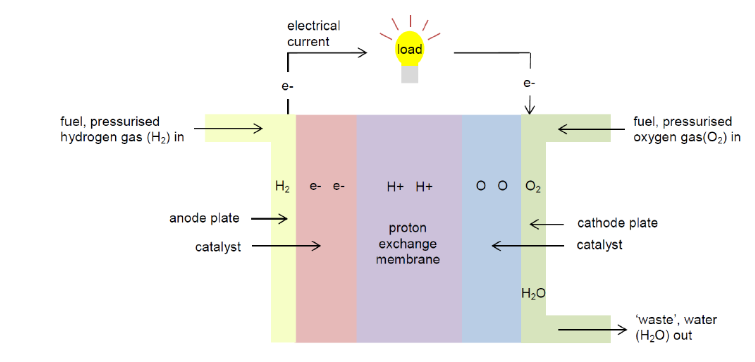 electrical
current
load
e-
e-
fuel, pressurised
hydrogen gas (H₂) in
fuel, pressurised
oxygen gas(O₂) in
H₂
e- e-
H+ H+
O O
O₂
anode plate
catalyst
proton
exchange
membrane
cathode plate
catalyst
H₂O
'waste', water
(H₂O) out